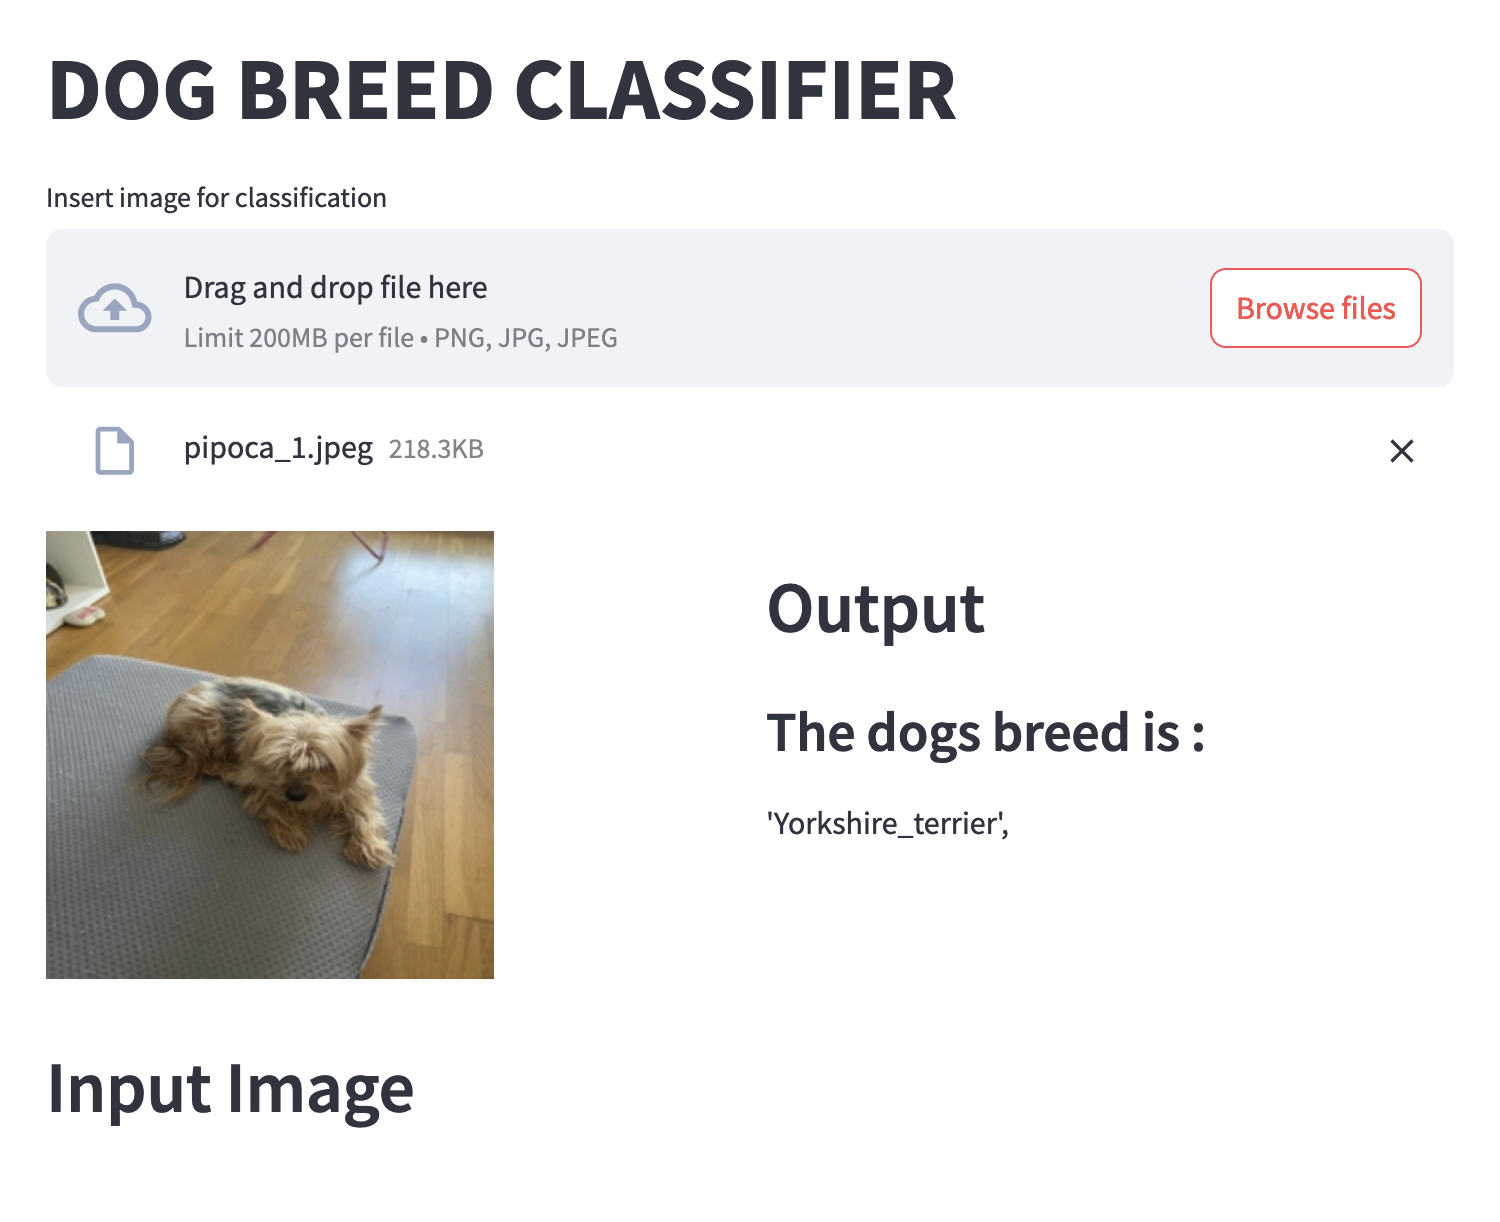 DOG BREED CLASSIFIER
Insert image for classification
Drag and drop file here
Limit 200MB per file • PNG, JPG, JPEG
Browse files
pipoca_1.jpeg 218.3KB
Output
The dogs breed is :
'Yorkshire_terrier',
Input Image